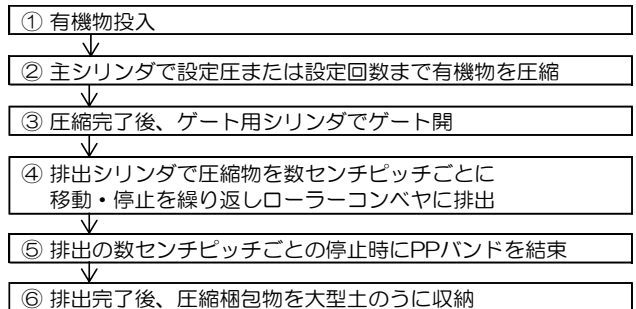 ① 有機物投入
② 主シリンダで設定圧または設定回数まで有機物を圧縮
③ 圧縮完了後、ゲート用シリンダでゲート開
④ 排出シリンダで圧縮物を数センチピッチごとに
移動・停止を繰り返しローラーコンベヤに排出
⑤ 排出の数センチピッチごとの停止時にPPバンドを結束
⑥ 排出完了後、圧縮梱包物を大型土のうに収納